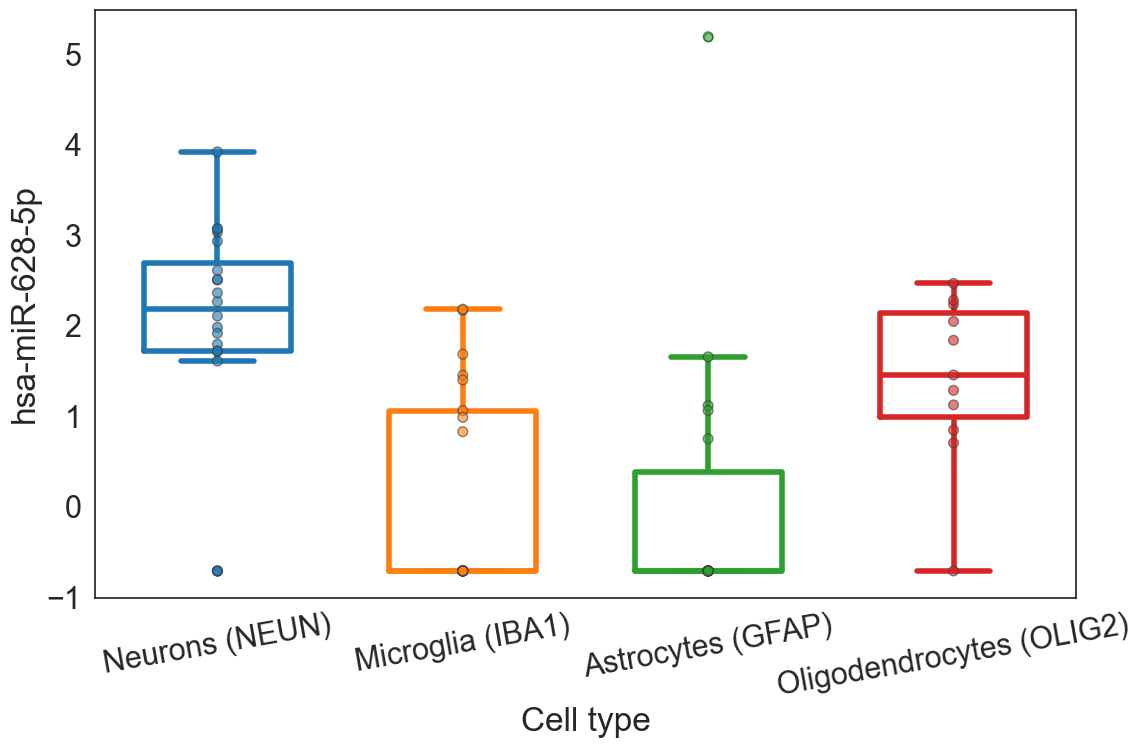 hsa-miR-628-5p
5
4
3
2
1
0
−1
Neurons (NEUN)
Microglia (IBA1)
Astrocytes (GFAP)
Oligodendrocytes (OLIG2)
Cell type